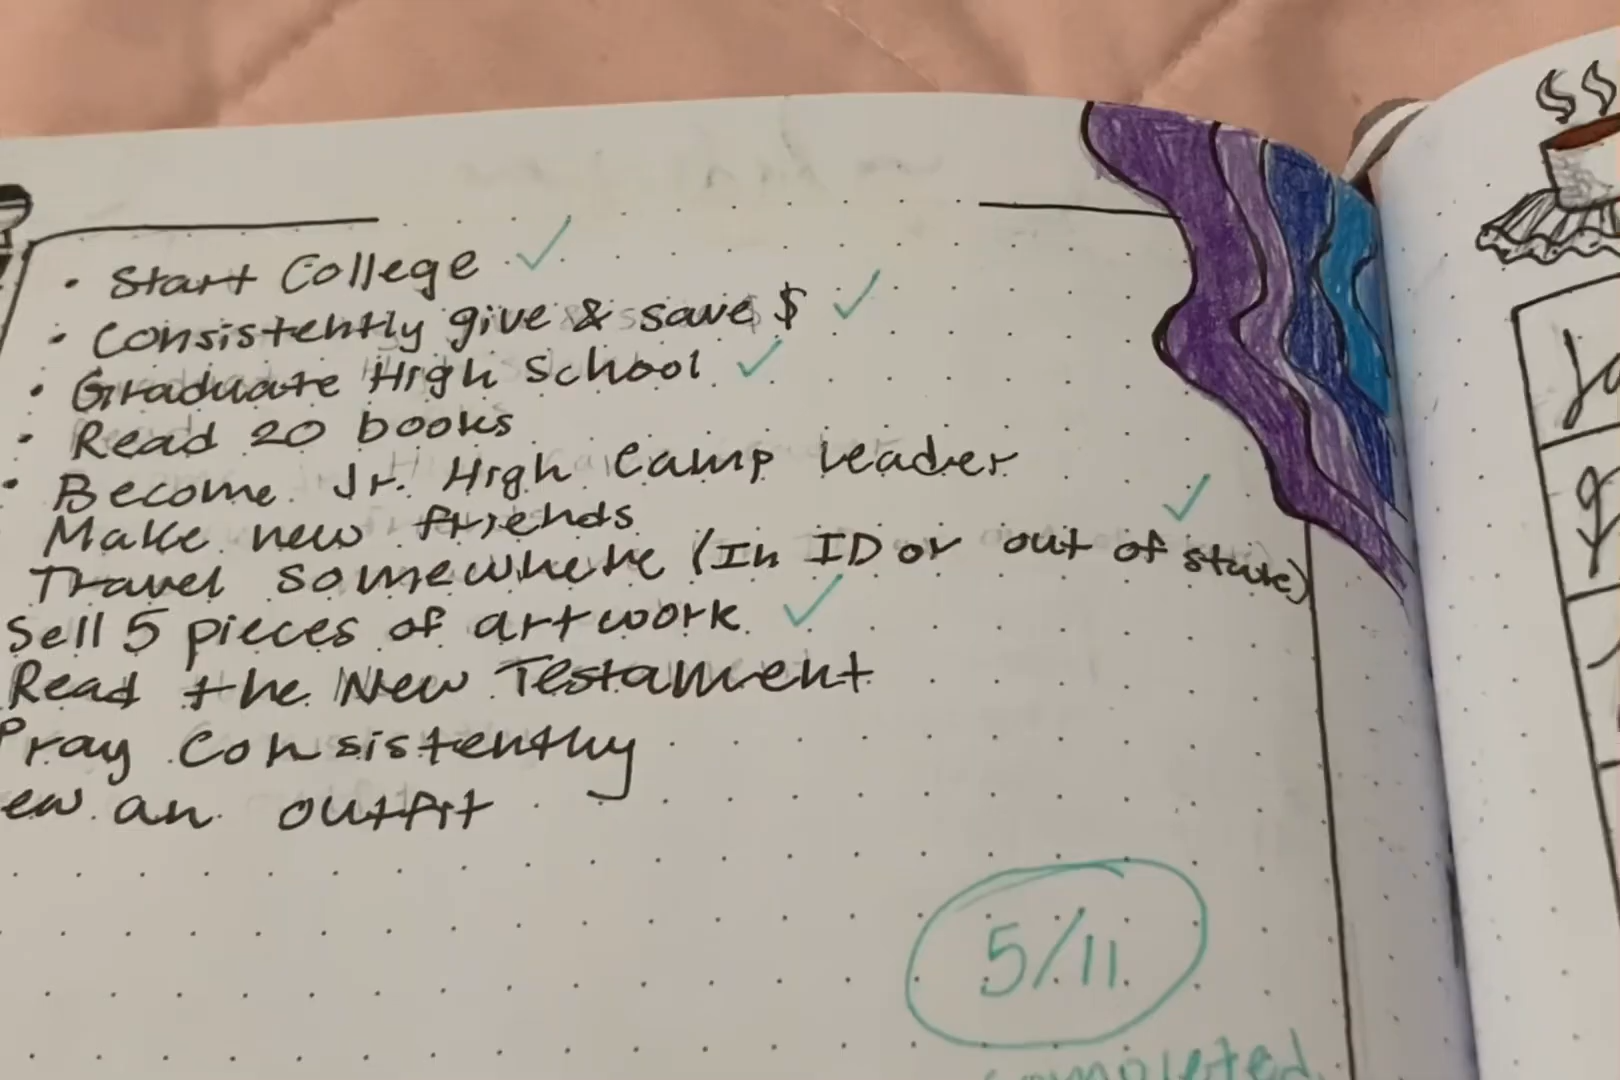 • Start College ✓
• Consistently give & save $ ✓
• Graduate High School ✓
• Read 20 books
• Become Jr. High Camp Leader
Make new friends
Travel somewhere (In ID or out of state) ✓
Sell 5 pieces of artwork ✓
Read the New Testament
Pray Consistently
ew an outfit
5/11
completed